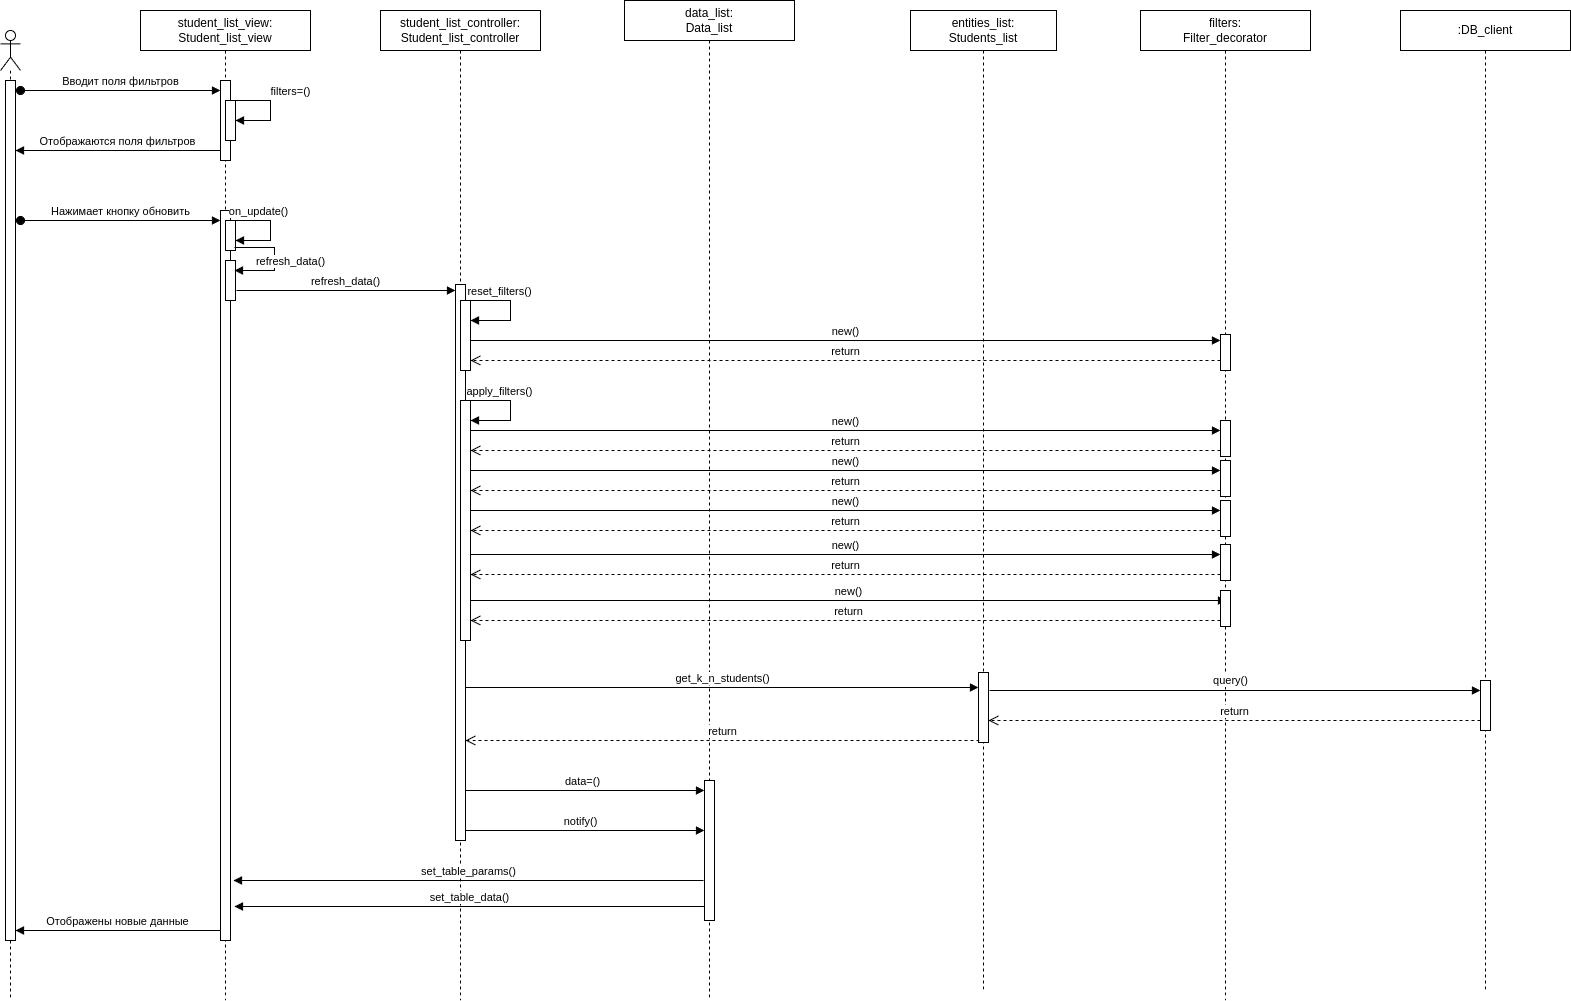 student_list_view:
Student_list_view
student_list_controller:
Student_list_controller
data_list:
Data_list
entities_list:
Students_list
filters:
Filter_decorator
:DB_client
Вводит поля фильтров
filters=()
Отображаются поля фильтров
Нажимает кнопку обновить
on_update()
refresh_data()
refresh_data()
reset_filters()
new()
return
apply_filters()
new()
return
new()
return
new()
return
new()
return
new()
return
get_k_n_students()
query()
return
return
data=()
notify()
set_table_params()
set_table_data()
Отображены новые данные